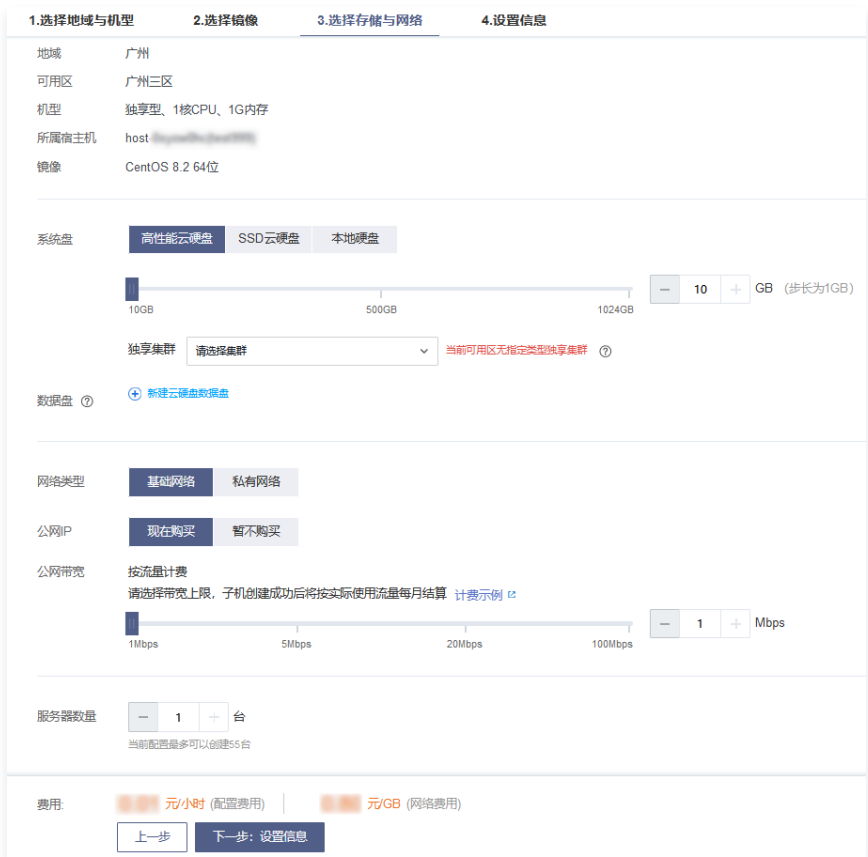 1.选择地域与机型 2.选择镜像 3.选择存储与网络 4.设置信息
地域 广州
可用区 广州三区
机型 独享型、1核CPU、1G内存
所属宿主机 host
镜像 CentOS 8.2 64位
系统盘 高性能云硬盘 SSD云硬盘 本地硬盘
10 GB (步长为1GB)
10GB 500GB 1024GB
独享集群 请选择集群 当前可用区无指定类型独享集群
数据盘 新建云硬盘数据盘
网络类型 基础网络 私有网络
公网IP 现在购买 暂不购买
公网带宽 按流量计费
请选择带宽上限，子机创建成功后将按实际使用流量每月结算 计费示例
1 Mbps
1Mbps 5Mbps 20Mbps 100Mbps
服务器数量 1 台
当前配置最多可以创建55台
费用: 元/小时 (配置费用) 元/GB (网络费用)
上一步 下一步：设置信息